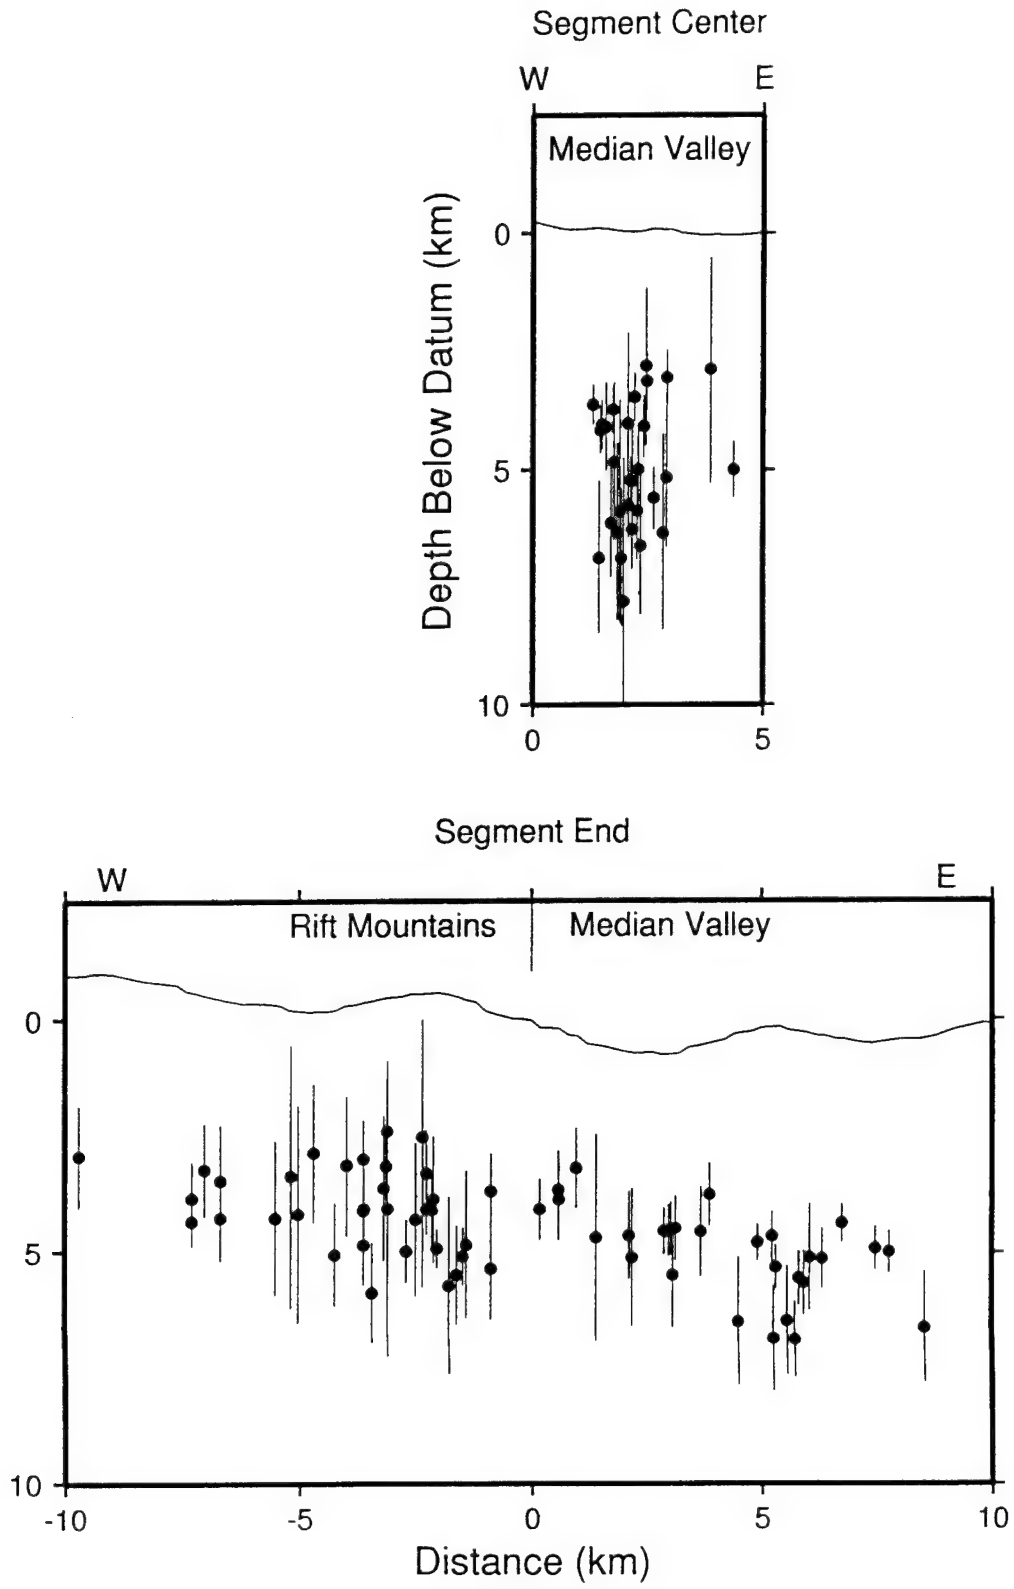 Segment Center
W E
Median Valley
Depth Below Datum (km)
0
5
10
0 5
Segment End
W E
Rift Mountains Median Valley
0
5
10
-10 -5 0 5 10
Distance (km)